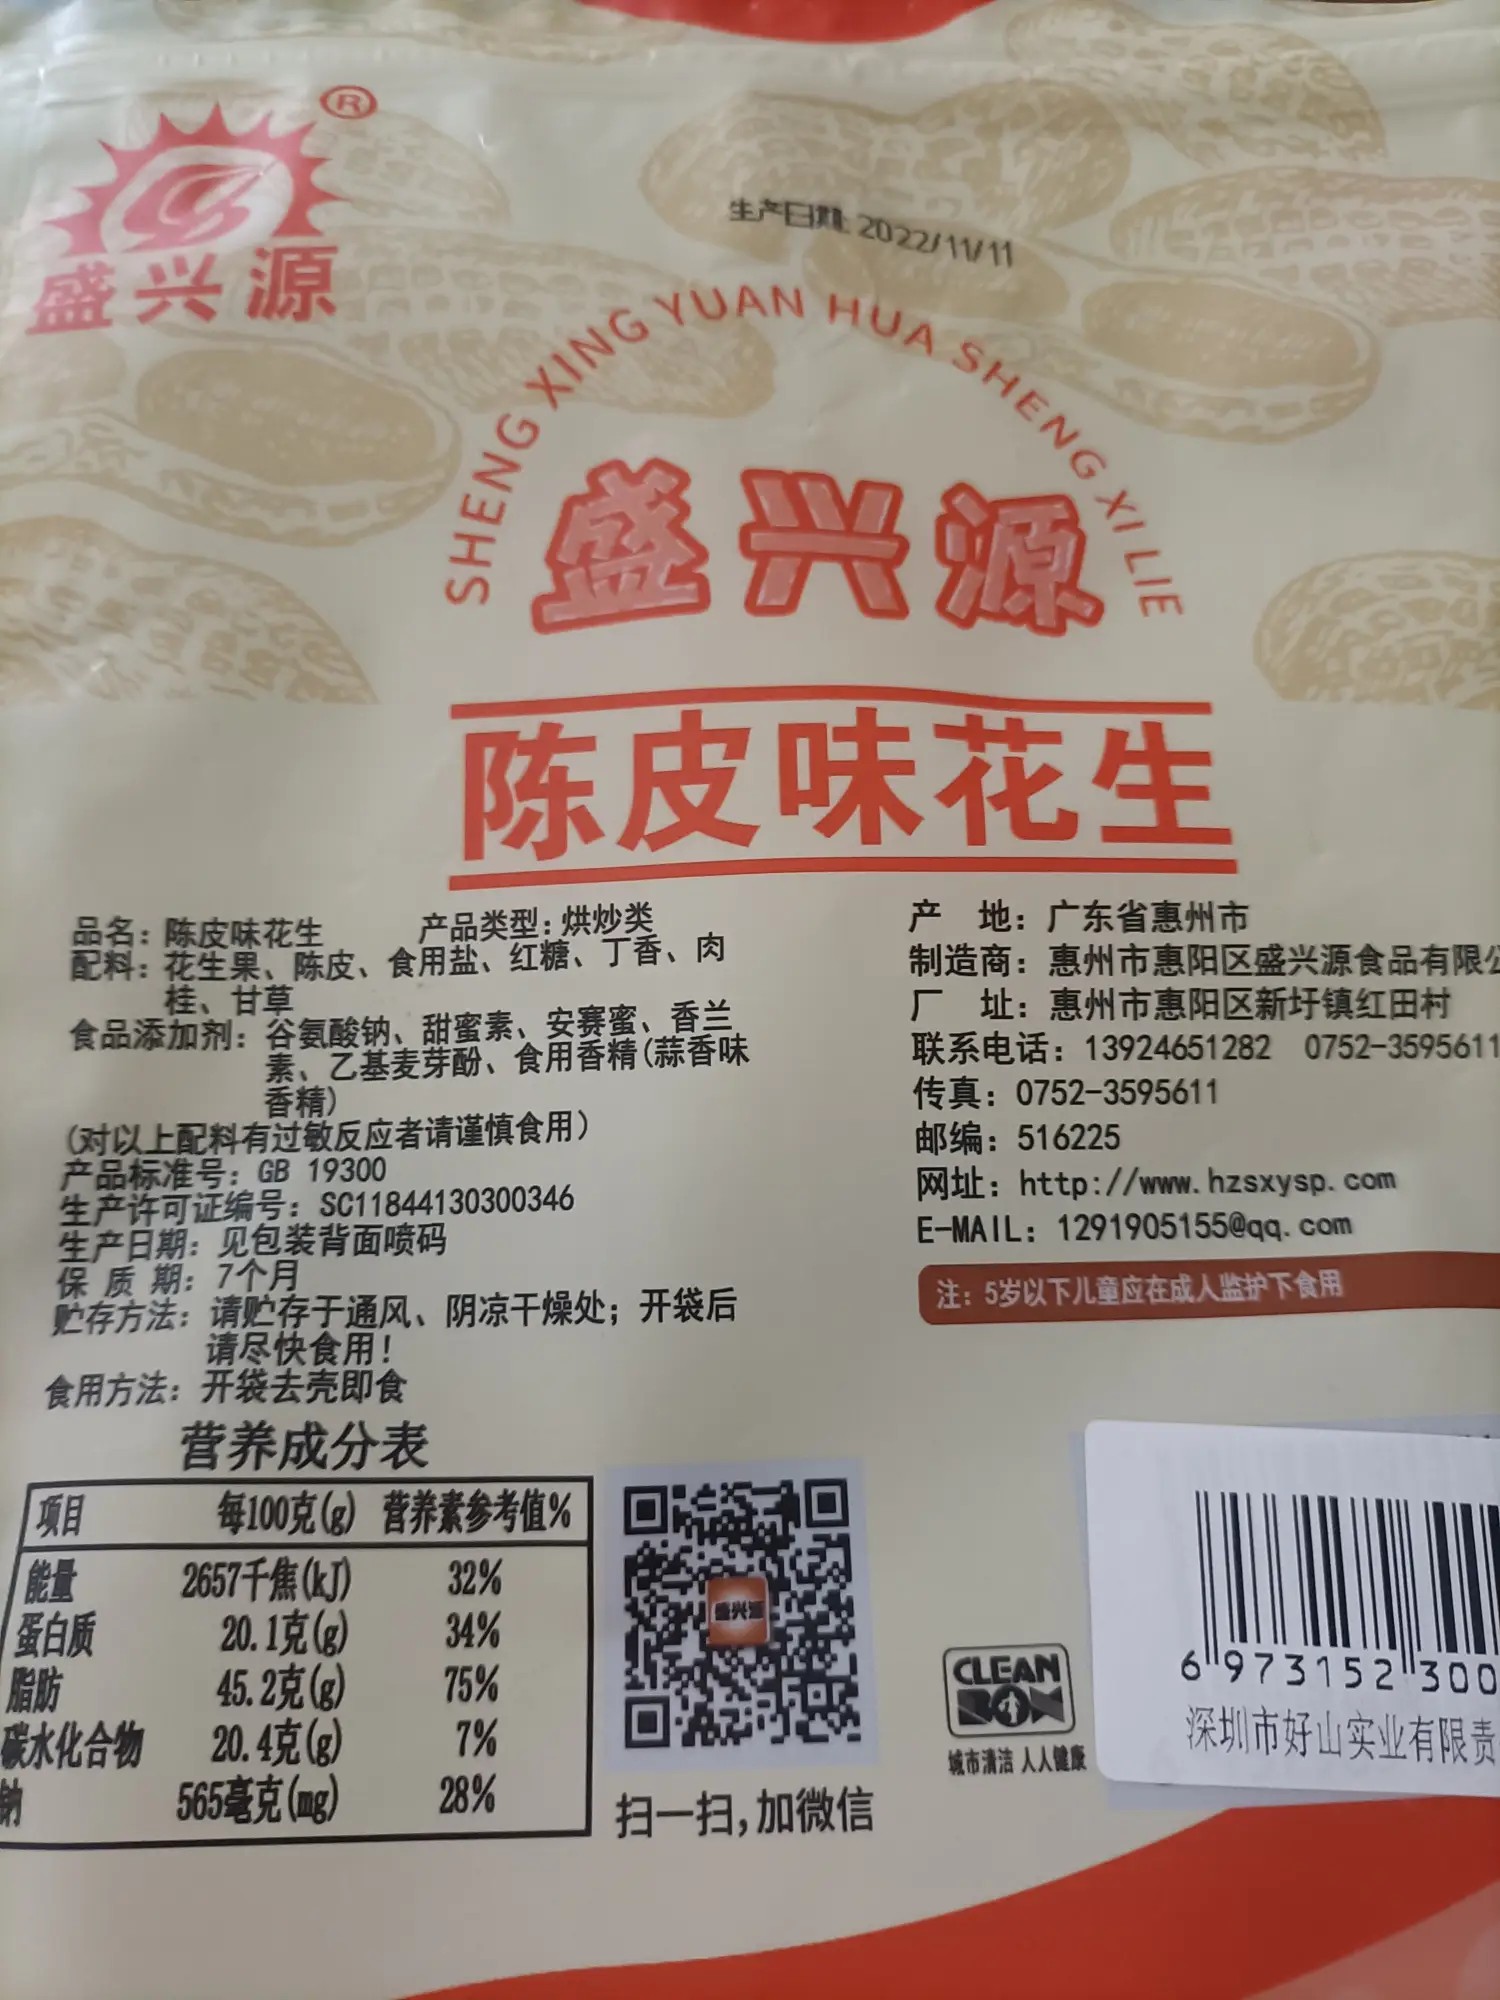 ®
盛兴源
生产日期:2022/11/11
SHENG XING YUAN HUA SHENG XI LIE
盛兴源
陈皮味花生
品名：陈皮味花生 产品类型：烘炒类
配料：花生果、陈皮、食用盐、红糖、丁香、肉
桂、甘草
食品添加剂：谷氨酸钠、甜蜜素、安赛蜜、香兰
素、乙基麦芽酚、食用香精(蒜香味
香精)
(对以上配料有过敏反应者请谨慎食用)
产品标准号：GB 19300
生产许可证编号：SC11844130300346
生产日期：见包装背面喷码
保质期：7个月
贮存方法：请贮存于通风、阴凉干燥处；开袋后
请尽快食用！
食用方法：开袋去壳即食
产地：广东省惠州市
制造商：惠州市惠阳区盛兴源食品有限公
厂址：惠州市惠阳区新圩镇红田村
联系电话：13924651282 0752-3595611
传真：0752-3595611
邮编：516225
网址：http://www.hzsxysp.com
E-MAIL：1291905155@qq.com
注：5岁以下儿童应在成人监护下食用
营养成分表
项目 每100克(g) 营养素参考值%
能量 2657千焦(kJ) 32%
蛋白质 20.1克(g) 34%
脂肪 45.2克(g) 75%
碳水化合物 20.4克(g) 7%
钠 565毫克(mg) 28%
盛兴源
扫一扫,加微信
CLEAN
BOX
城市清洁 人人健康
6 973152 300
深圳市好山实业有限责